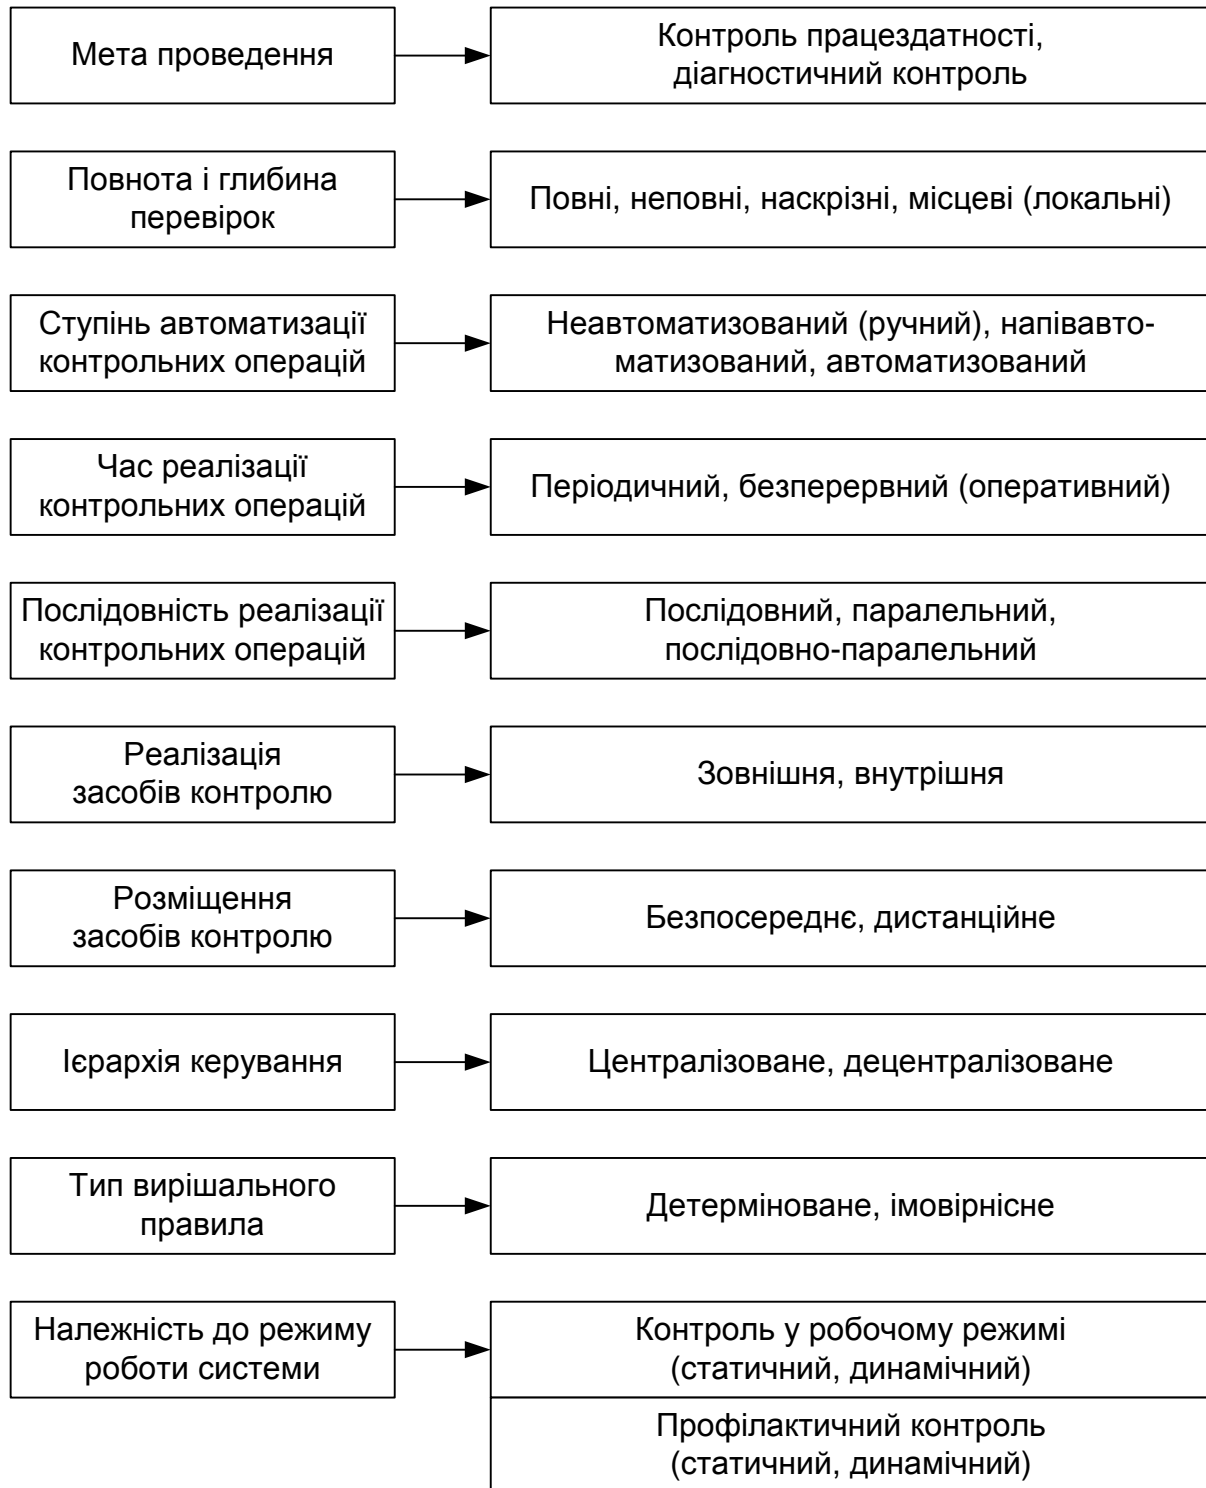 Мета проведення
Контроль працездатності,
діагностичний контроль
Повнота і глибина
перевірок
Повні, неповні, наскрізні, місцеві (локальні)
Ступінь автоматизації
контрольних операцій
Неавтоматизований (ручний), напівавто-
матизований, автоматизований
Час реалізації
контрольних операцій
Періодичний, безперервний (оперативний)
Послідовність реалізації
контрольних операцій
Послідовний, паралельний,
послідовно-паралельний
Реалізація
засобів контролю
Зовнішня, внутрішня
Розміщення
засобів контролю
Безпосереднє, дистанційне
Ієрархія керування
Централізоване, децентралізоване
Тип вирішального
правила
Детерміноване, імовірнісне
Належність до режиму
роботи системи
Контроль у робочому режимі
(статичний, динамічний)
Профілактичний контроль
(статичний, динамічний)